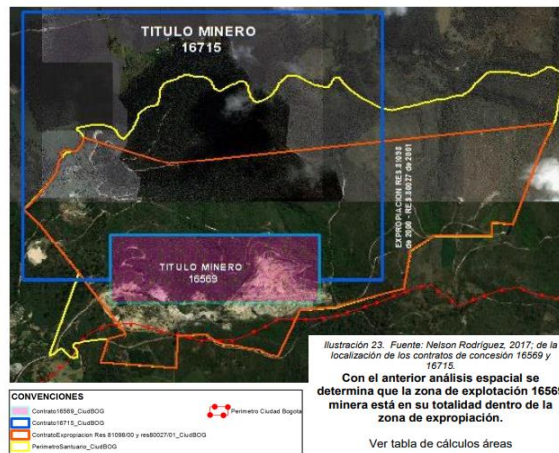 TITULO MINERO
16715
EXPROPIACION RES.81098
de 2000 - RES.80027 de 2001
TITULO MINERO
16569
Ilustración 23. Fuente: Nelson Rodríguez, 2017; de la
localización de los contratos de concesión 16569 y
16715.
Con el anterior análisis espacial se
determina que la zona de explotación 16569
minera está en su totalidad dentro de la
zona de expropiación.
Ver tabla de cálculos áreas
CONVENCIONES
Contrato16569_CiudBOG
Contrato16715_CiudBOG
ContratoExpropiacion Res 81098/00 y res80027/01_CiudBOG
PerimetroSantuario_CiudBOG
Perimetro Ciudad Bogota